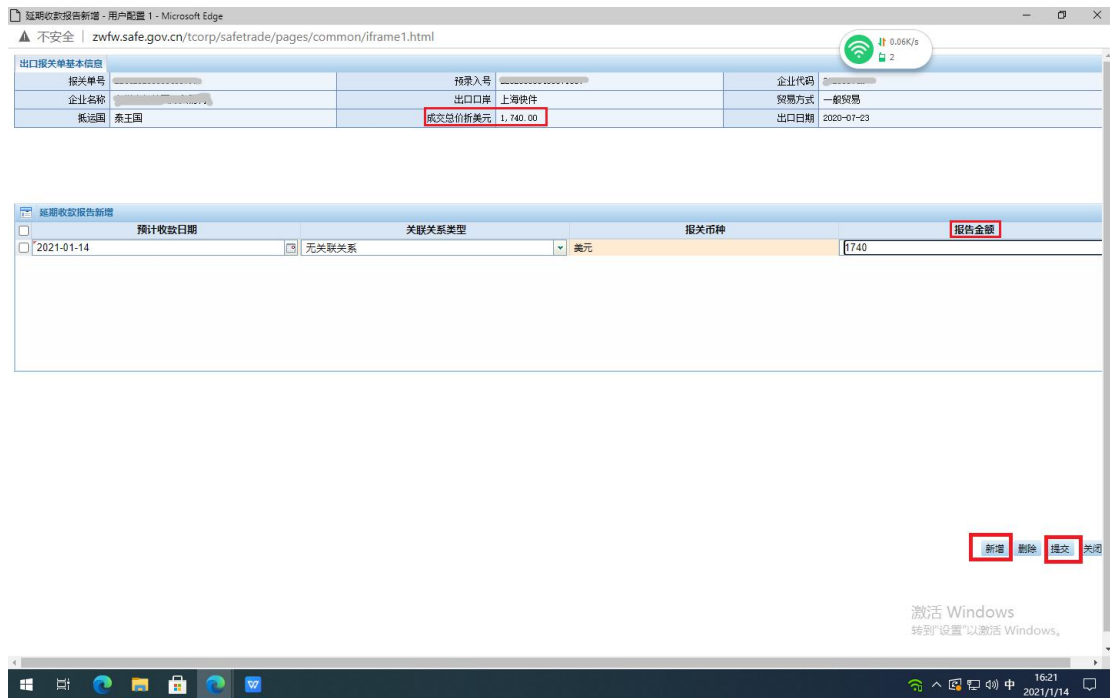 延期收款报告新增 - 用户配置 1 - Microsoft Edge
不安全 | zwfw.safe.gov.cn/tcorp/safetrade/pages/common/iframe1.html
0.06K/s
2
出口报关单基本信息
报关单号 预录入号 企业代码
企业名称 出口口岸 上海快件 贸易方式 一般贸易
抵运国 泰王国 成交总价折美元 1,740.00 出口日期 2020-07-23
延期收款报告新增
预计收款日期 关联关系类型 报关币种 报告金额
2021-01-14 无关联关系 美元 1740
新增 删除 提交 关闭
激活 Windows
转到"设置"以激活 Windows。
中 16:21
2021/1/14